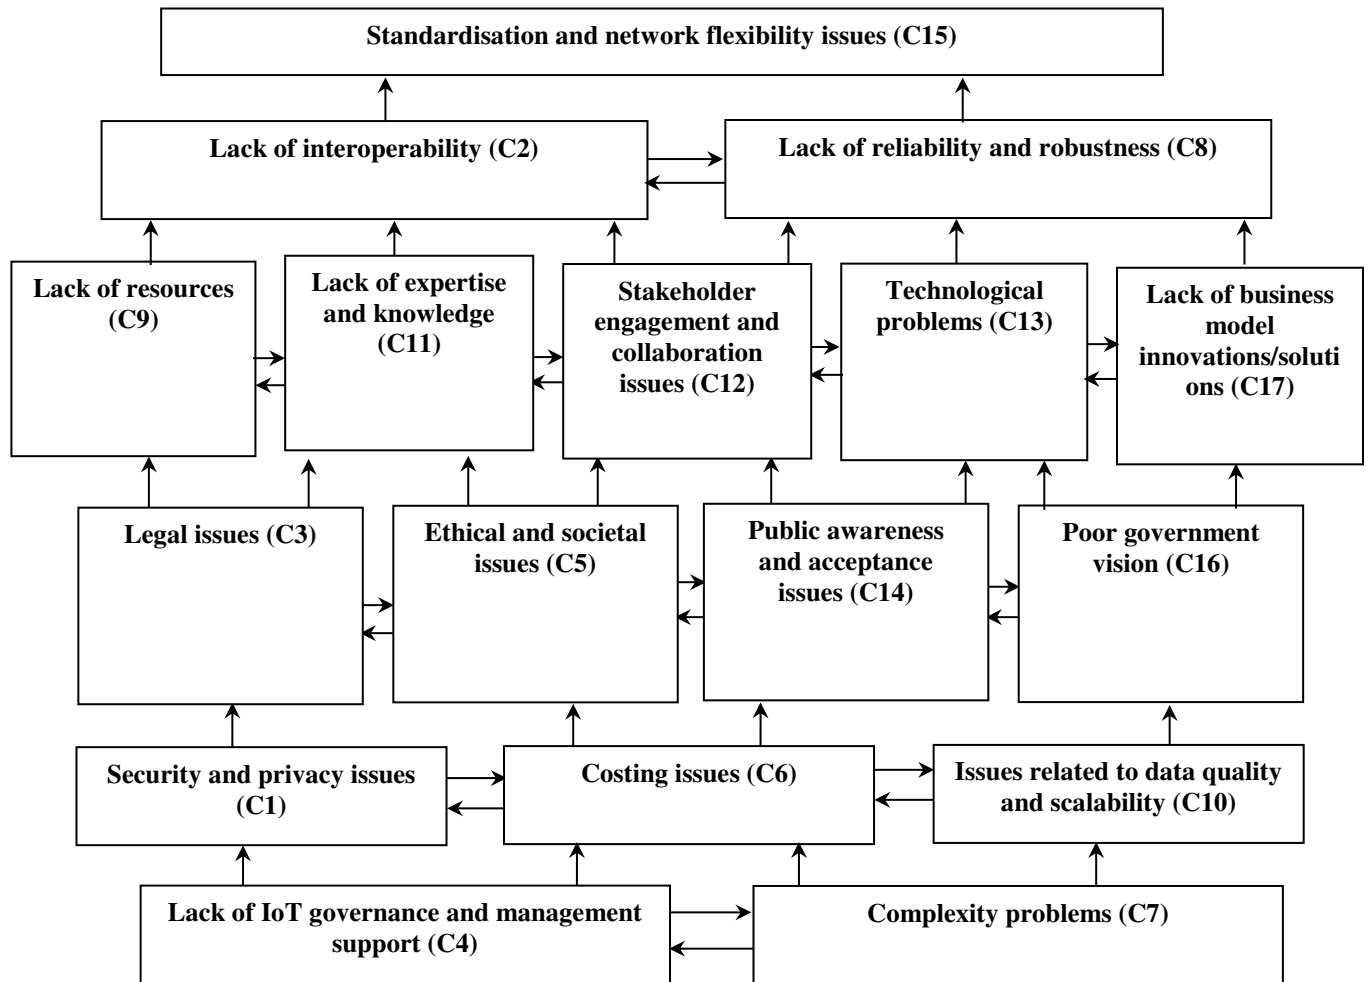 Standardisation and network flexibility issues (C15)
Lack of interoperability (C2)
Lack of reliability and robustness (C8)
Lack of resources
(C9)
Lack of expertise
and knowledge
(C11)
Stakeholder
engagement and
collaboration
issues (C12)
Technological
problems (C13)
Lack of business
model
innovations/soluti
ons (C17)
Legal issues (C3)
Ethical and societal
issues (C5)
Public awareness
and acceptance
issues (C14)
Poor government
vision (C16)
Security and privacy issues
(C1)
Costing issues (C6)
Issues related to data quality
and scalability (C10)
Lack of IoT governance and management
support (C4)
Complexity problems (C7)